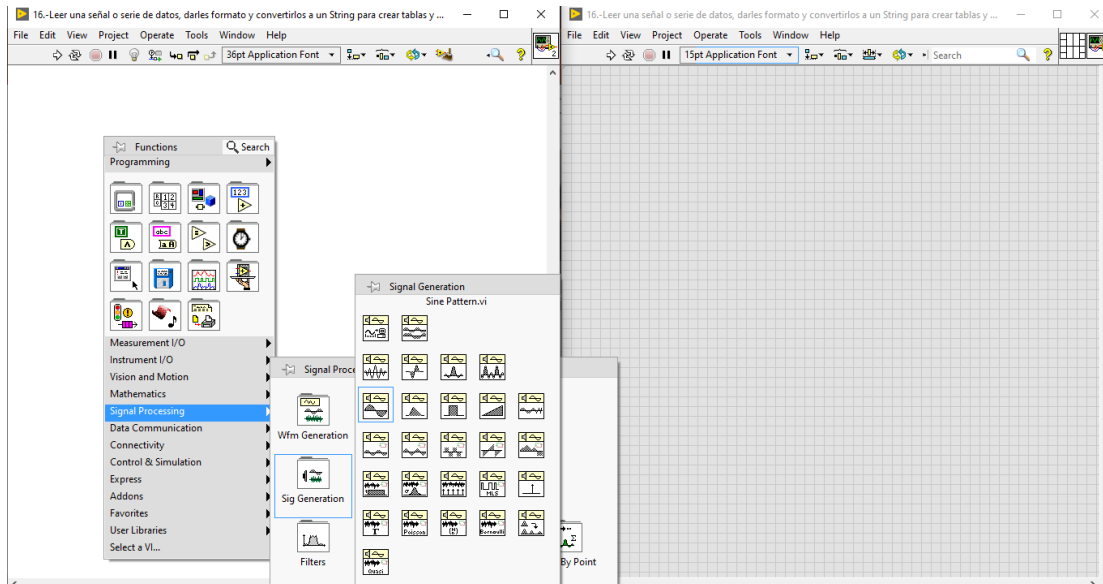 16.-Leer una señal o serie de datos, darles formato y convertirlos a un String para crear tablas y ...
File Edit View Project Operate Tools Window Help
36pt Application Font
2
Functions
Search
Programming
Measurement I/O
Instrument I/O
Vision and Motion
Mathematics
Signal Processing
Data Communication
Connectivity
Control & Simulation
Express
Addons
Favorites
User Libraries
Select a VI...
Signal Proce
Wfm Generation
Sig Generation
Filters
By Point
Signal Generation
Sine Pattern.vi
MLS
Poisson
Bernoulli
16.-Leer una señal o serie de datos, darles formato y convertirlos a un String para crear tablas y ...
File Edit View Project Operate Tools Window Help
15pt Application Font
Search